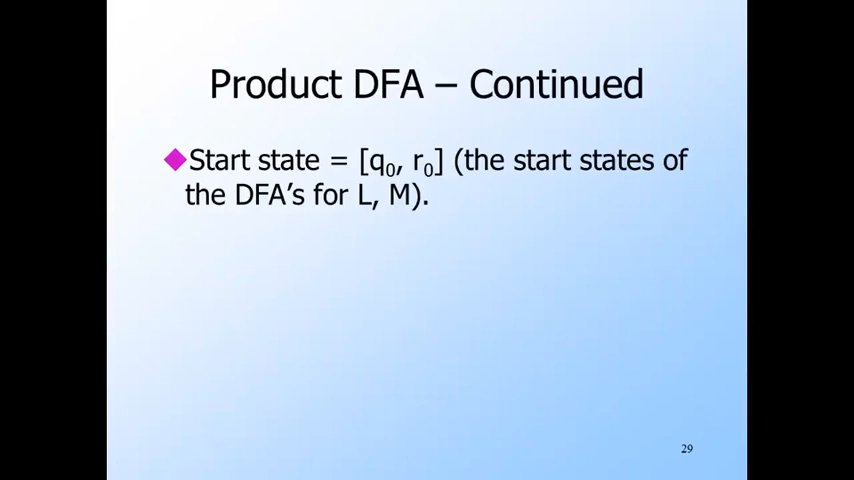 Product DFA – Continued
Start state = [q₀, r₀] (the start states of
the DFA's for L, M).
29